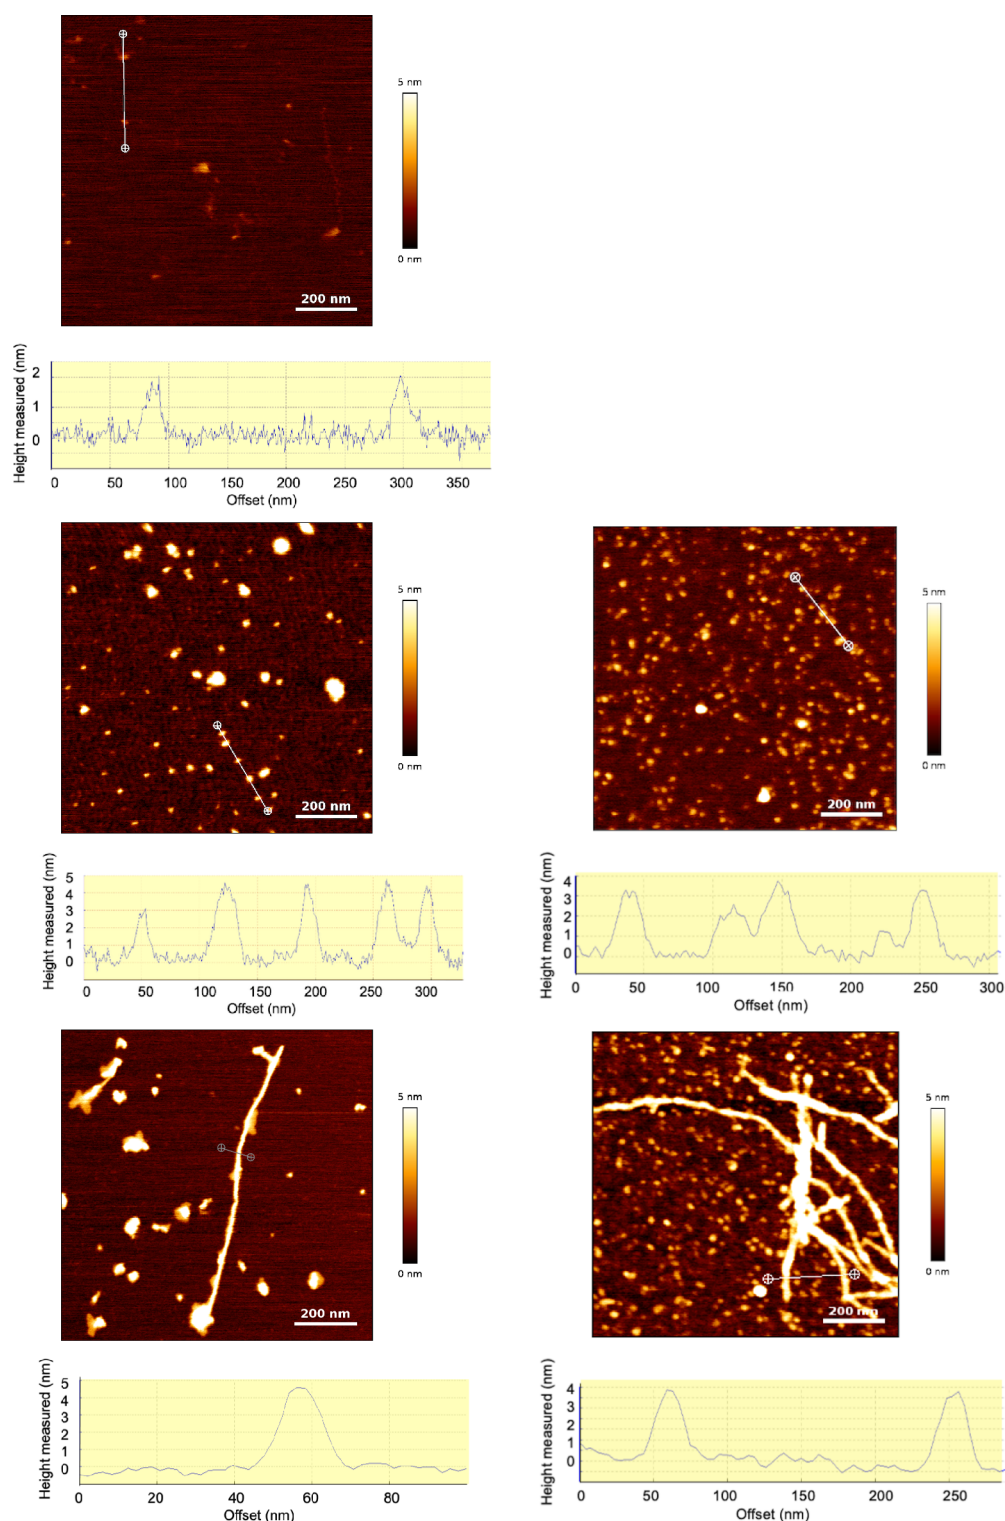 5 nm
0 nm
200 nm
Height measured (nm)
2
1
0
0 50 100 150 200 250 300 350
Offset (nm)
5 nm
0 nm
200 nm
5 nm
0 nm
200 nm
Height measured (nm)
5
4
3
2
1
0
0 50 100 150 200 250 300
Offset (nm)
Height measured (nm)
4
3
2
1
0
0 50 100 150 200 250 300
Offset (nm)
5 nm
0 nm
200 nm
5 nm
0 nm
200 nm
Height measured (nm)
5
4
3
2
1
0
0 20 40 60 80
Offset (nm)
Height measured (nm)
4
3
2
1
0
0 50 100 150 200 250
Offset (nm)